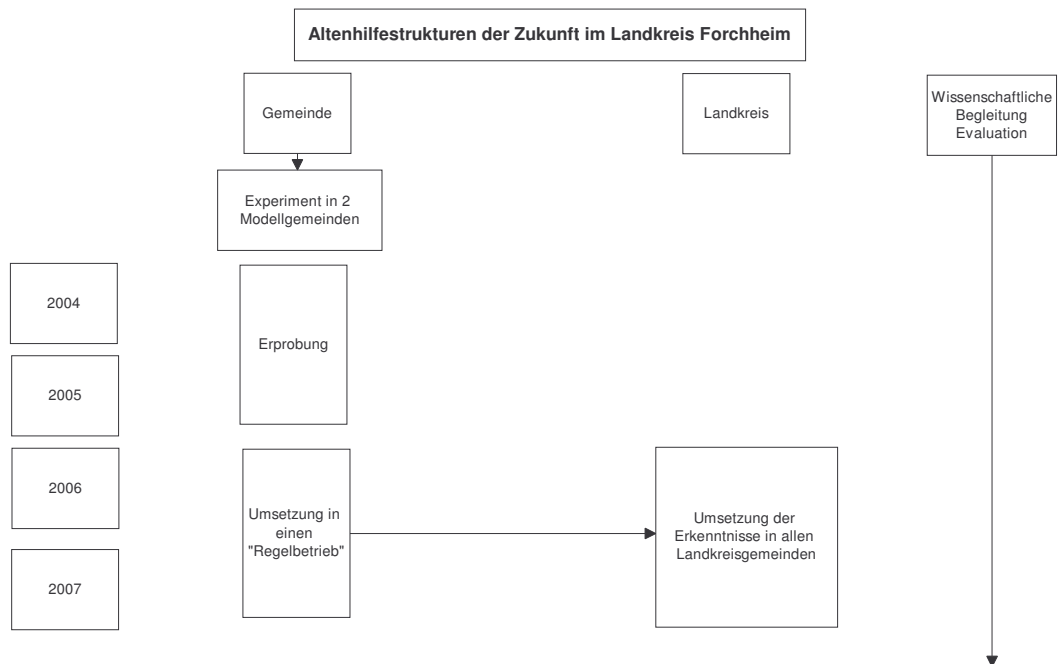 Altenhilfestrukturen der Zukunft im Landkreis Forchheim
Gemeinde
Landkreis
Wissenschaftliche
Begleitung
Evaluation
Experiment in 2
Modellgemeinden
2004
Erprobung
2005
2006
Umsetzung in
einen
"Regelbetrieb"
Umsetzung der
Erkenntnisse in allen
Landkreisgemeinden
2007